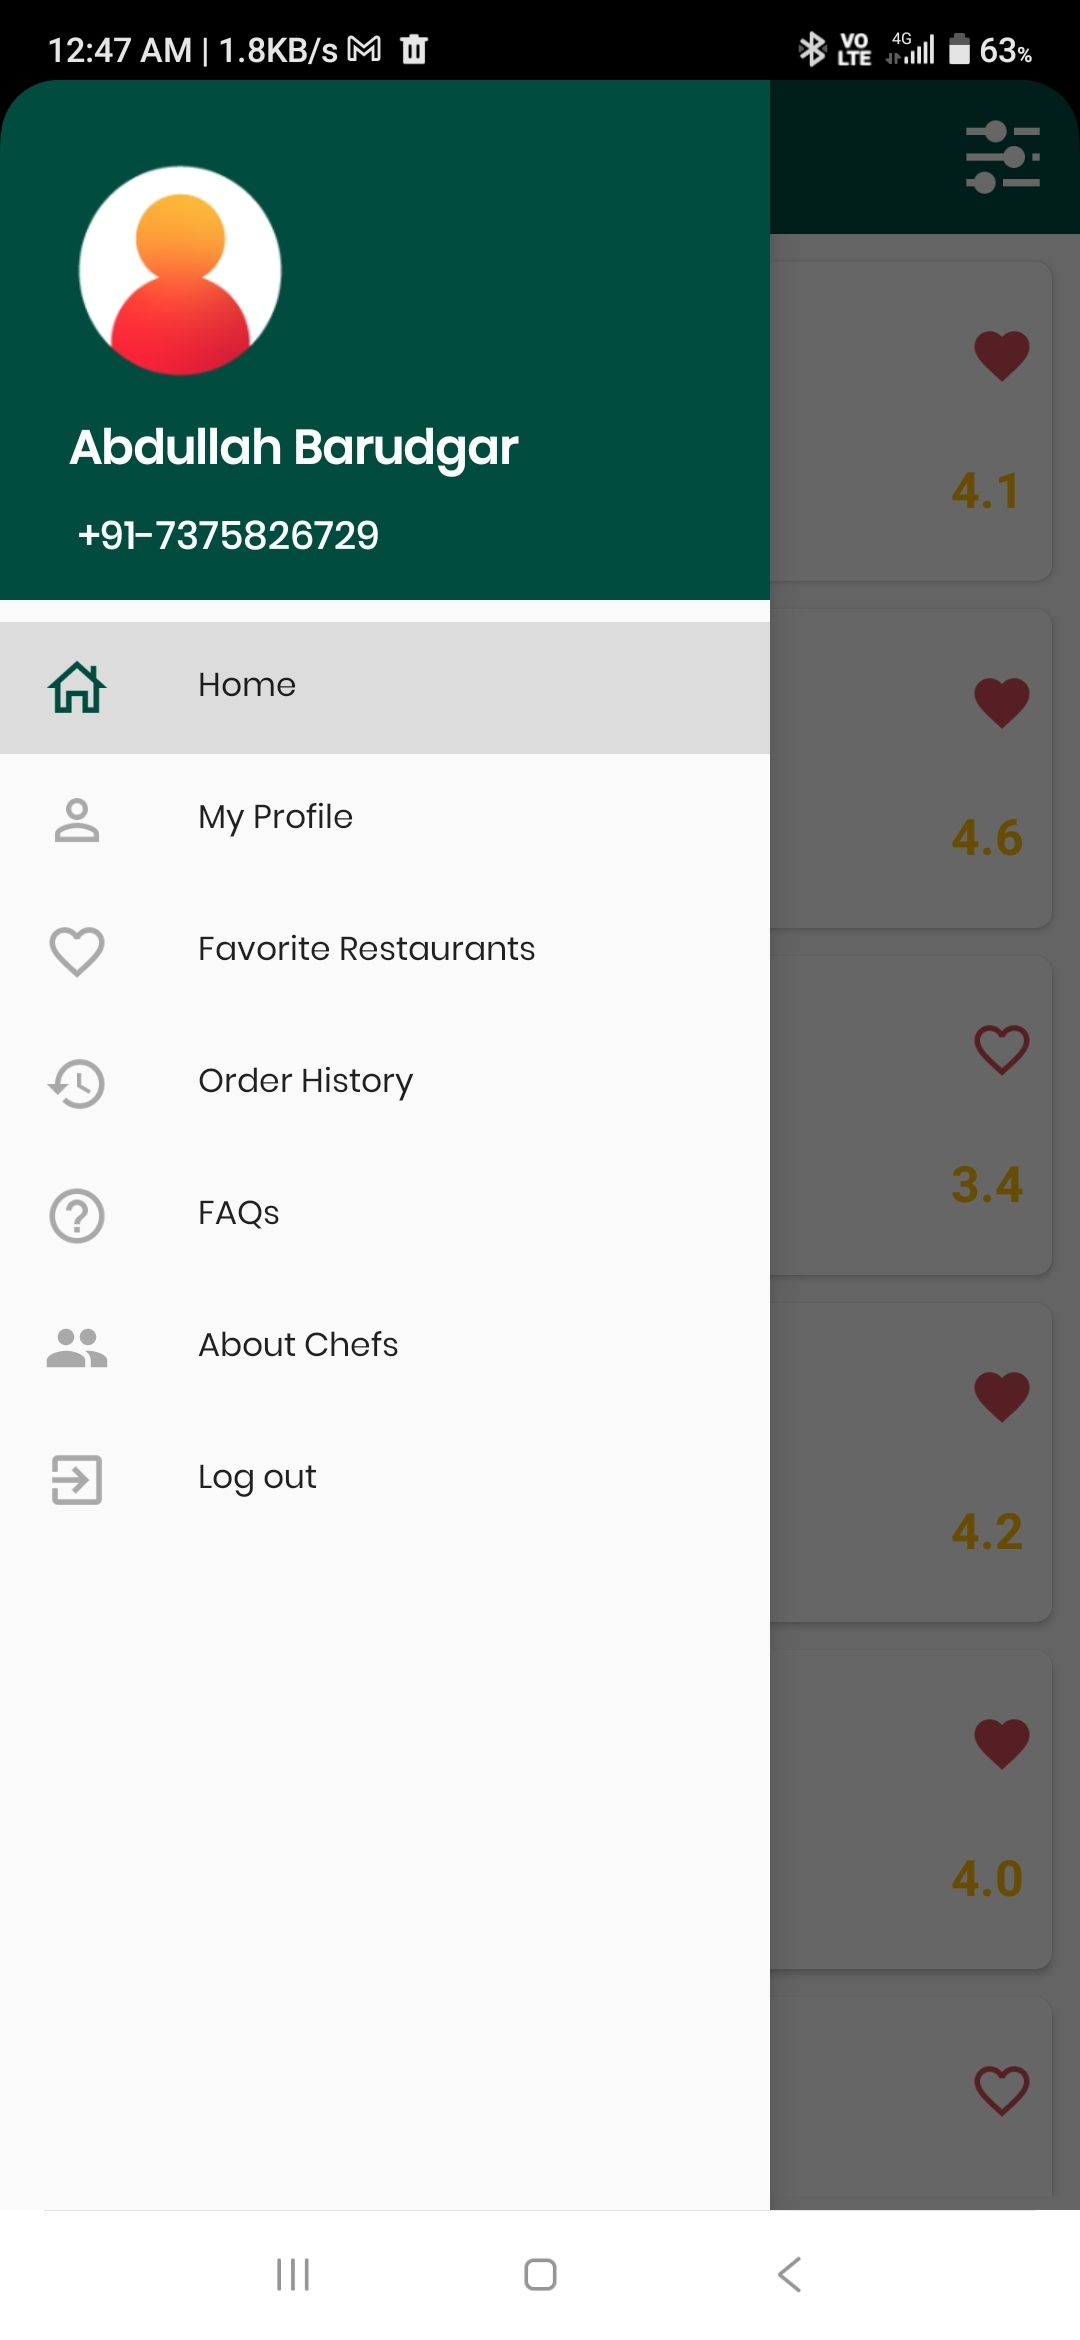 12:47 AM | 1.8KB/s
VO LTE 4G 63%
Abdullah Barudgar
+91-7375826729
Home
My Profile
Favorite Restaurants
Order History
FAQs
About Chefs
Log out
4.1
4.6
3.4
4.2
4.0